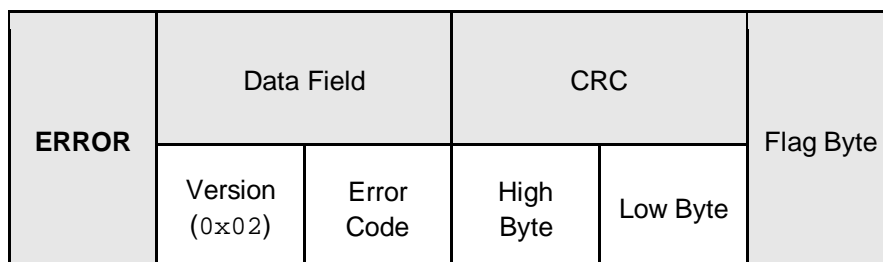 Data Field
CRC
ERROR
Flag Byte
Version
(0x02)
Error
Code
High
Byte
Low Byte